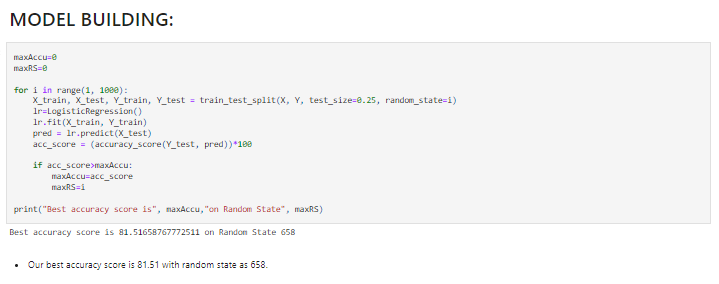 MODEL BUILDING:
maxAccu=0
maxRS=0
for i in range(1, 1000):
X_train, X_test, Y_train, Y_test = train_test_split(X, Y, test_size=0.25, random_state=i)
lr=LogisticRegression()
lr.fit(X_train, Y_train)
pred = lr.predict(X_test)
acc_score = (accuracy_score(Y_test, pred))*100
if acc_score>maxAccu:
maxAccu=acc_score
maxRS=i
print("Best accuracy score is", maxAccu,"on Random State", maxRS)
Best accuracy score is 81.51658767772511 on Random State 658
• Our best accuracy score is 81.51 with random state as 658.